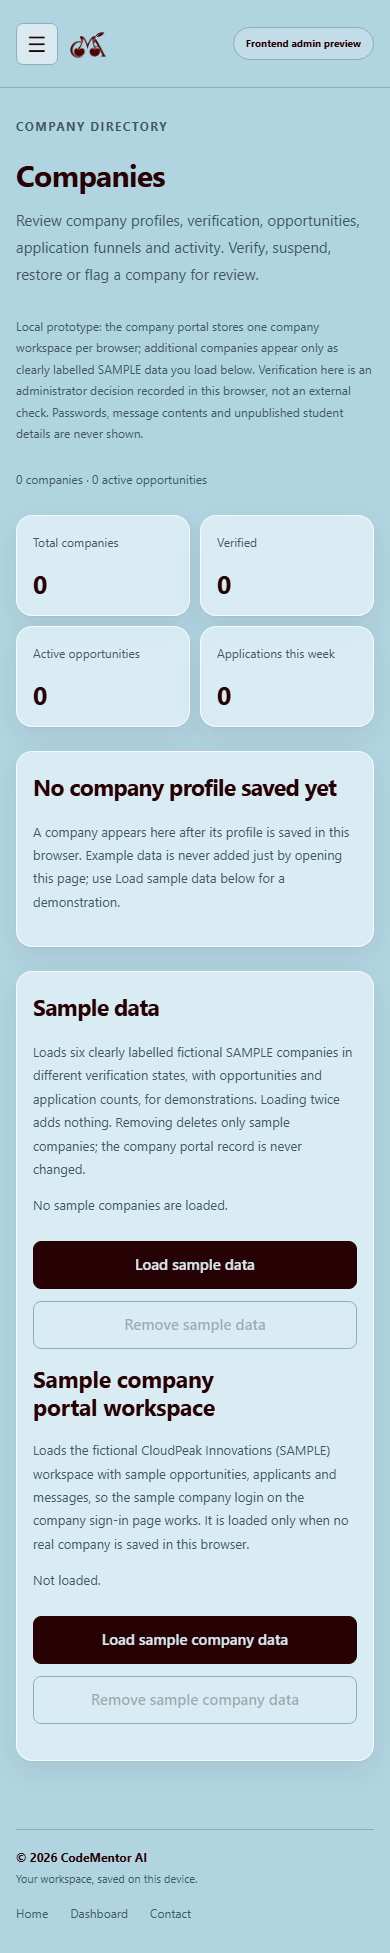 Frontend admin preview
COMPANY DIRECTORY
Companies
Review company profiles, verification, opportunities,
application funnels and activity. Verify, suspend,
restore or flag a company for review.
Local prototype: the company portal stores one company
workspace per browser; additional companies appear only as
clearly labelled SAMPLE data you load below. Verification here is an
administrator decision recorded in this browser, not an external
check. Passwords, message contents and unpublished student
details are never shown.
0 companies · 0 active opportunities
Total companies
0
Verified
0
Active opportunities
0
Applications this week
0
No company profile saved yet
A company appears here after its profile is saved in this
browser. Example data is never added just by opening
this page; use Load sample data below for a
demonstration.
Sample data
Loads six clearly labelled fictional SAMPLE companies in
different verification states, with opportunities and
application counts, for demonstrations. Loading twice
adds nothing. Removing deletes only sample
companies; the company portal record is never
changed.
No sample companies are loaded.
Load sample data
Remove sample data
Sample company
portal workspace
Loads the fictional CloudPeak Innovations (SAMPLE)
workspace with sample opportunities, applicants and
messages, so the sample company login on the
company sign-in page works. It is loaded only when no
real company is saved in this browser.
Not loaded.
Load sample company data
Remove sample company data
© 2026 CodeMentor AI
Your workspace, saved on this device.
Home Dashboard Contact